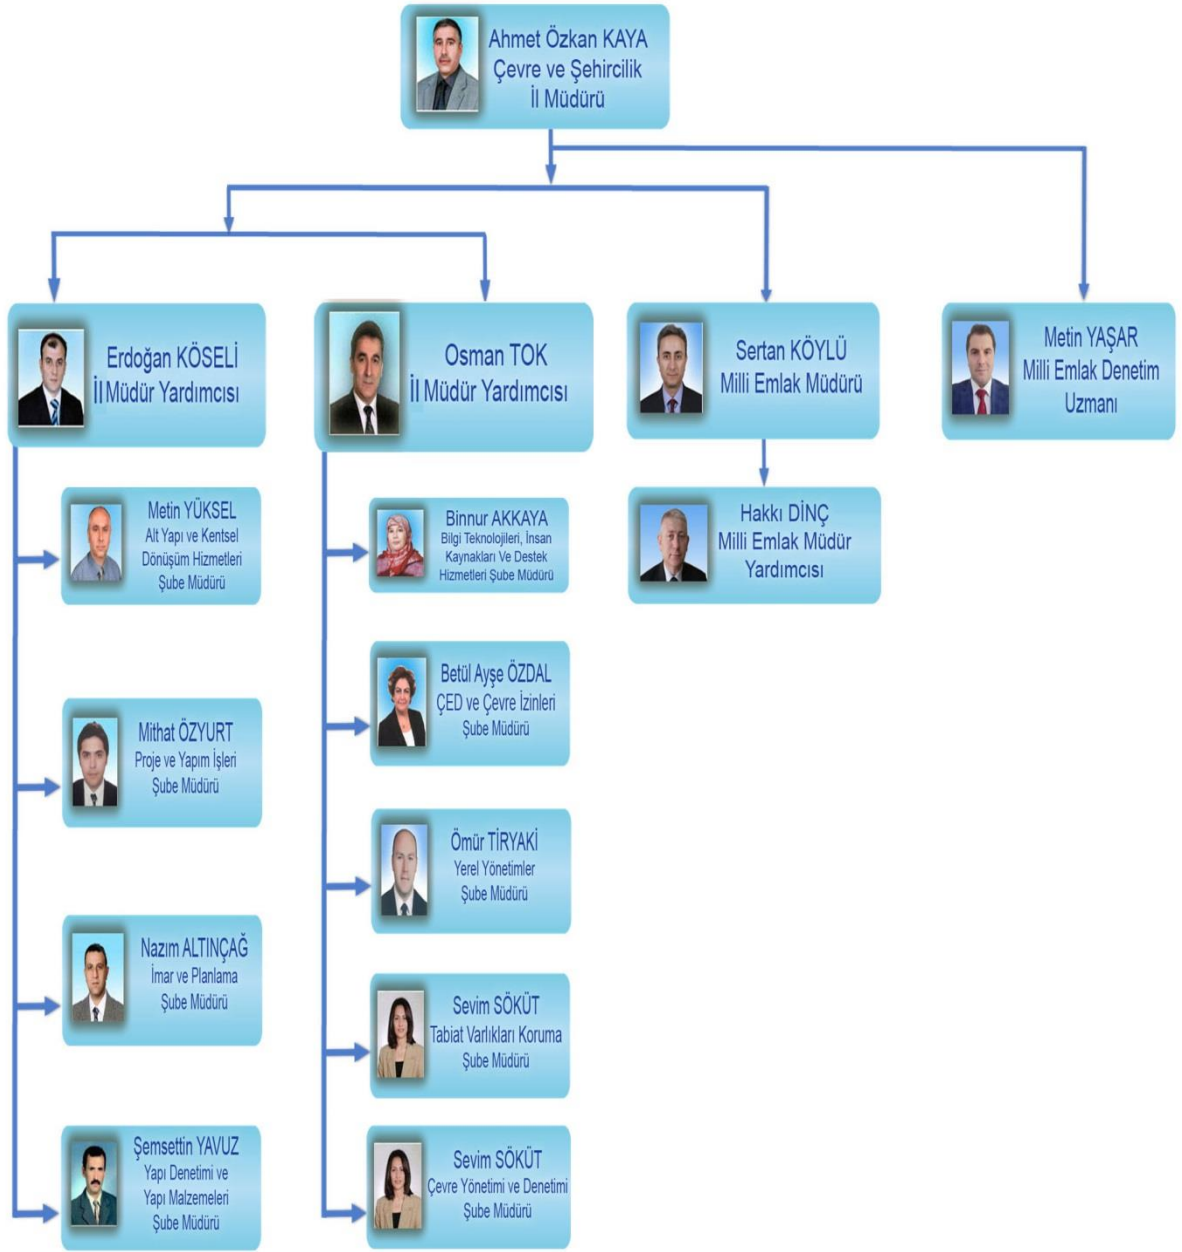 Ahmet Özkan KAYA
Çevre ve Şehircilik
İl Müdürü
Erdoğan KÖSELİ
İl Müdür Yardımcısı
Osman TOK
İl Müdür Yardımcısı
Sertan KÖYLÜ
Milli Emlak Müdürü
Metin YAŞAR
Milli Emlak Denetim
Uzmanı
Metin YÜKSEL
Alt Yapı ve Kentsel
Dönüşüm Hizmetleri
Şube Müdürü
Mithat ÖZYURT
Proje ve Yapım İşleri
Şube Müdürü
Nazım ALTINÇAĞ
İmar ve Planlama
Şube Müdürü
Şemsettin YAVUZ
Yapı Denetimi ve
Yapı Malzemeleri
Şube Müdürü
Binnur AKKAYA
Bilgi Teknolojileri, İnsan
Kaynakları Ve Destek
Hizmetleri Şube Müdürü
Betül Ayşe ÖZDAL
ÇED ve Çevre İzinleri
Şube Müdürü
Ömür TİRYAKİ
Yerel Yönetimler
Şube Müdürü
Sevim SÖKÜT
Tabiat Varlıkları Koruma
Şube Müdürü
Sevim SÖKÜT
Çevre Yönetimi ve Denetimi
Şube Müdürü
Hakkı DİNÇ
Milli Emlak Müdür
Yardımcısı